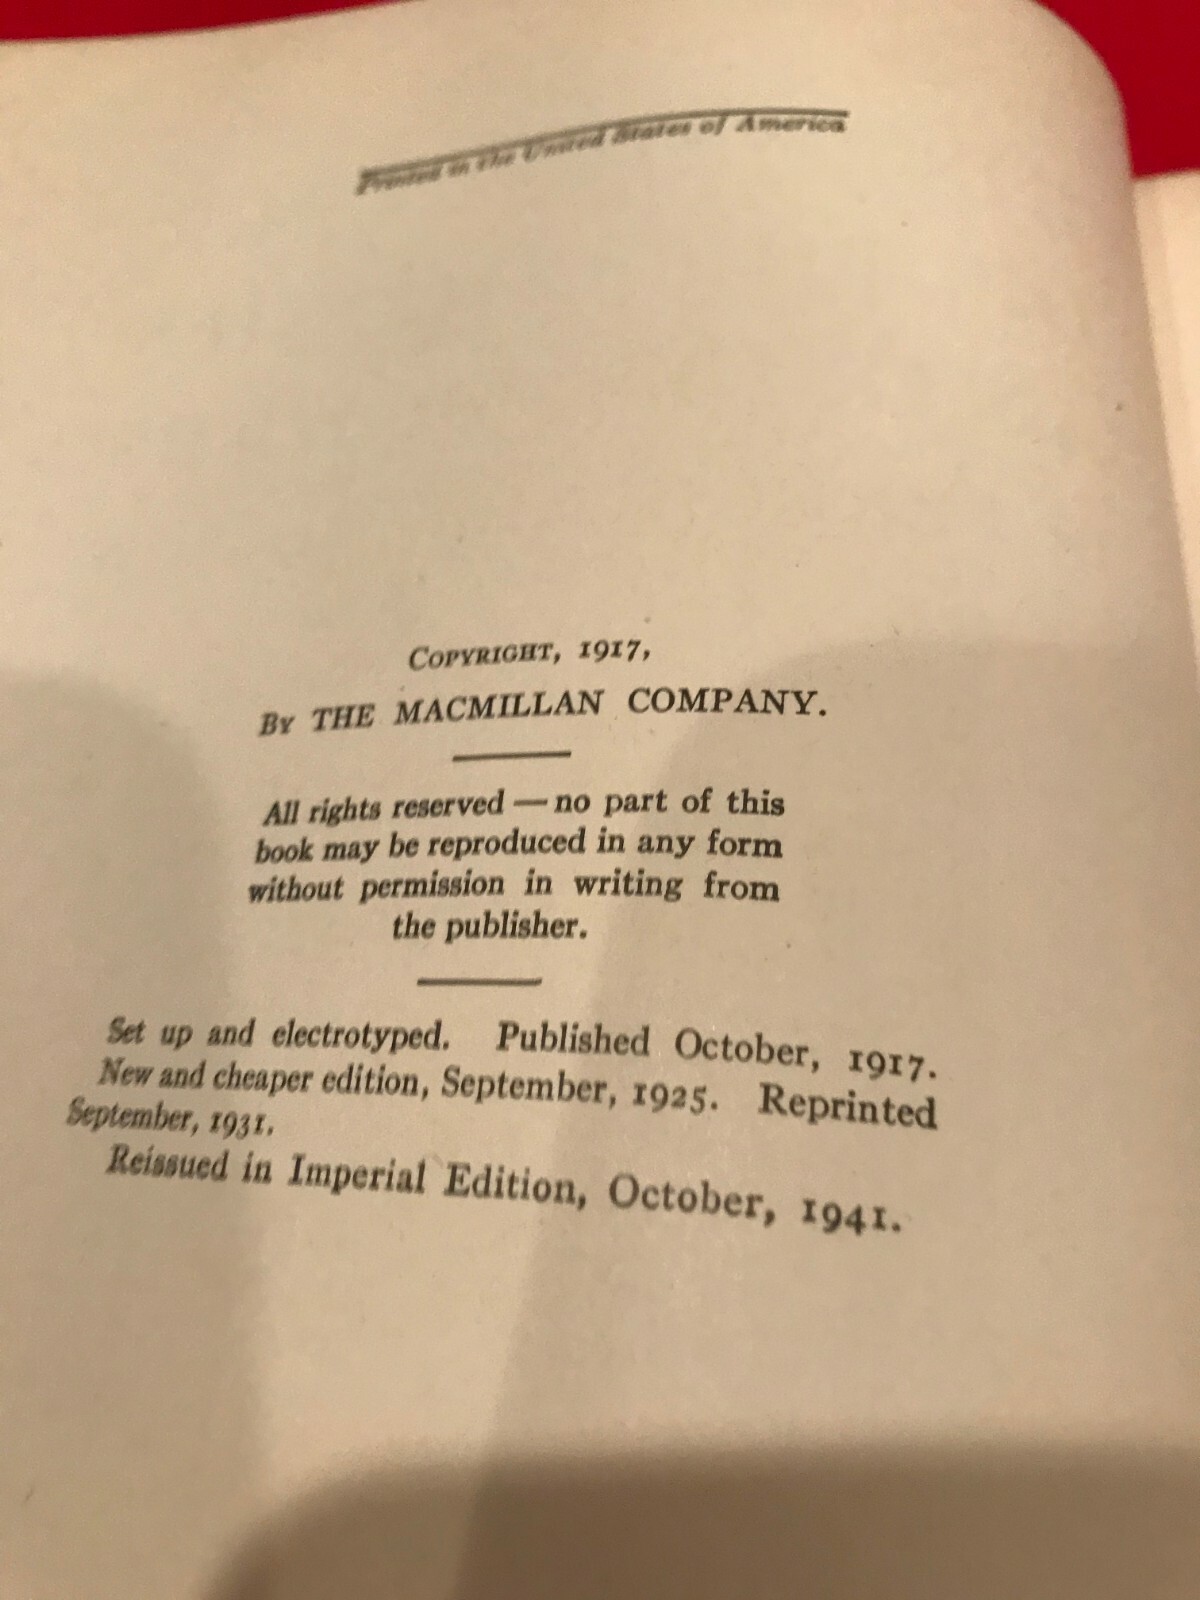 Printed in the United States of America
COPYRIGHT, 1917,
BY THE MACMILLAN COMPANY.
All rights reserved — no part of this
book may be reproduced in any form
without permission in writing from
the publisher.
Set up and electrotyped. Published October, 1917.
New and cheaper edition, September, 1925. Reprinted
September, 1931.
Reissued in Imperial Edition, October, 1941.